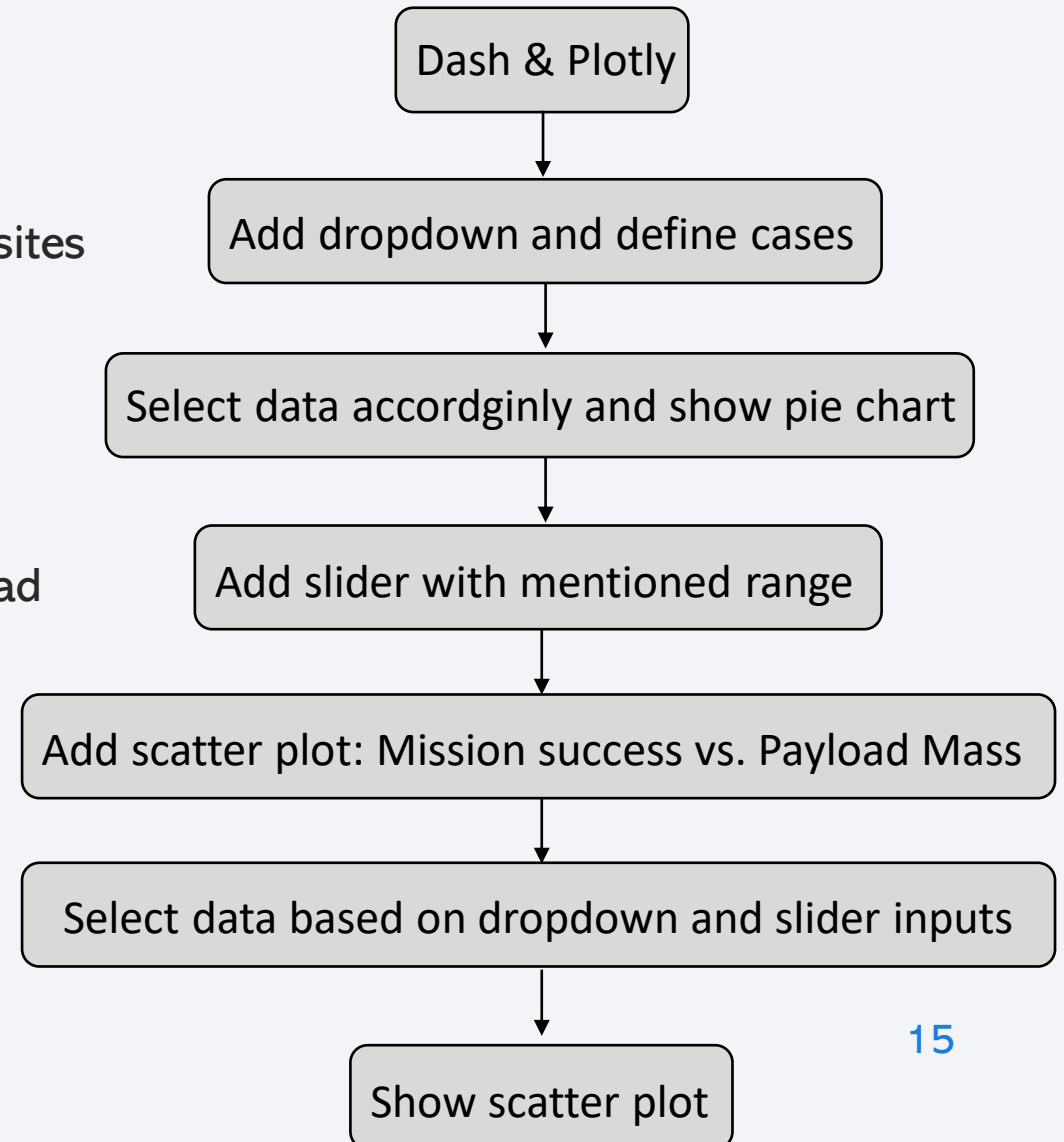 Dash & Plotly
sites
Add dropdown and define cases
Select data accordginly and show pie chart
ad
Add slider with mentioned range
Add scatter plot: Mission success vs. Payload Mass
Select data based on dropdown and slider inputs
15
Show scatter plot